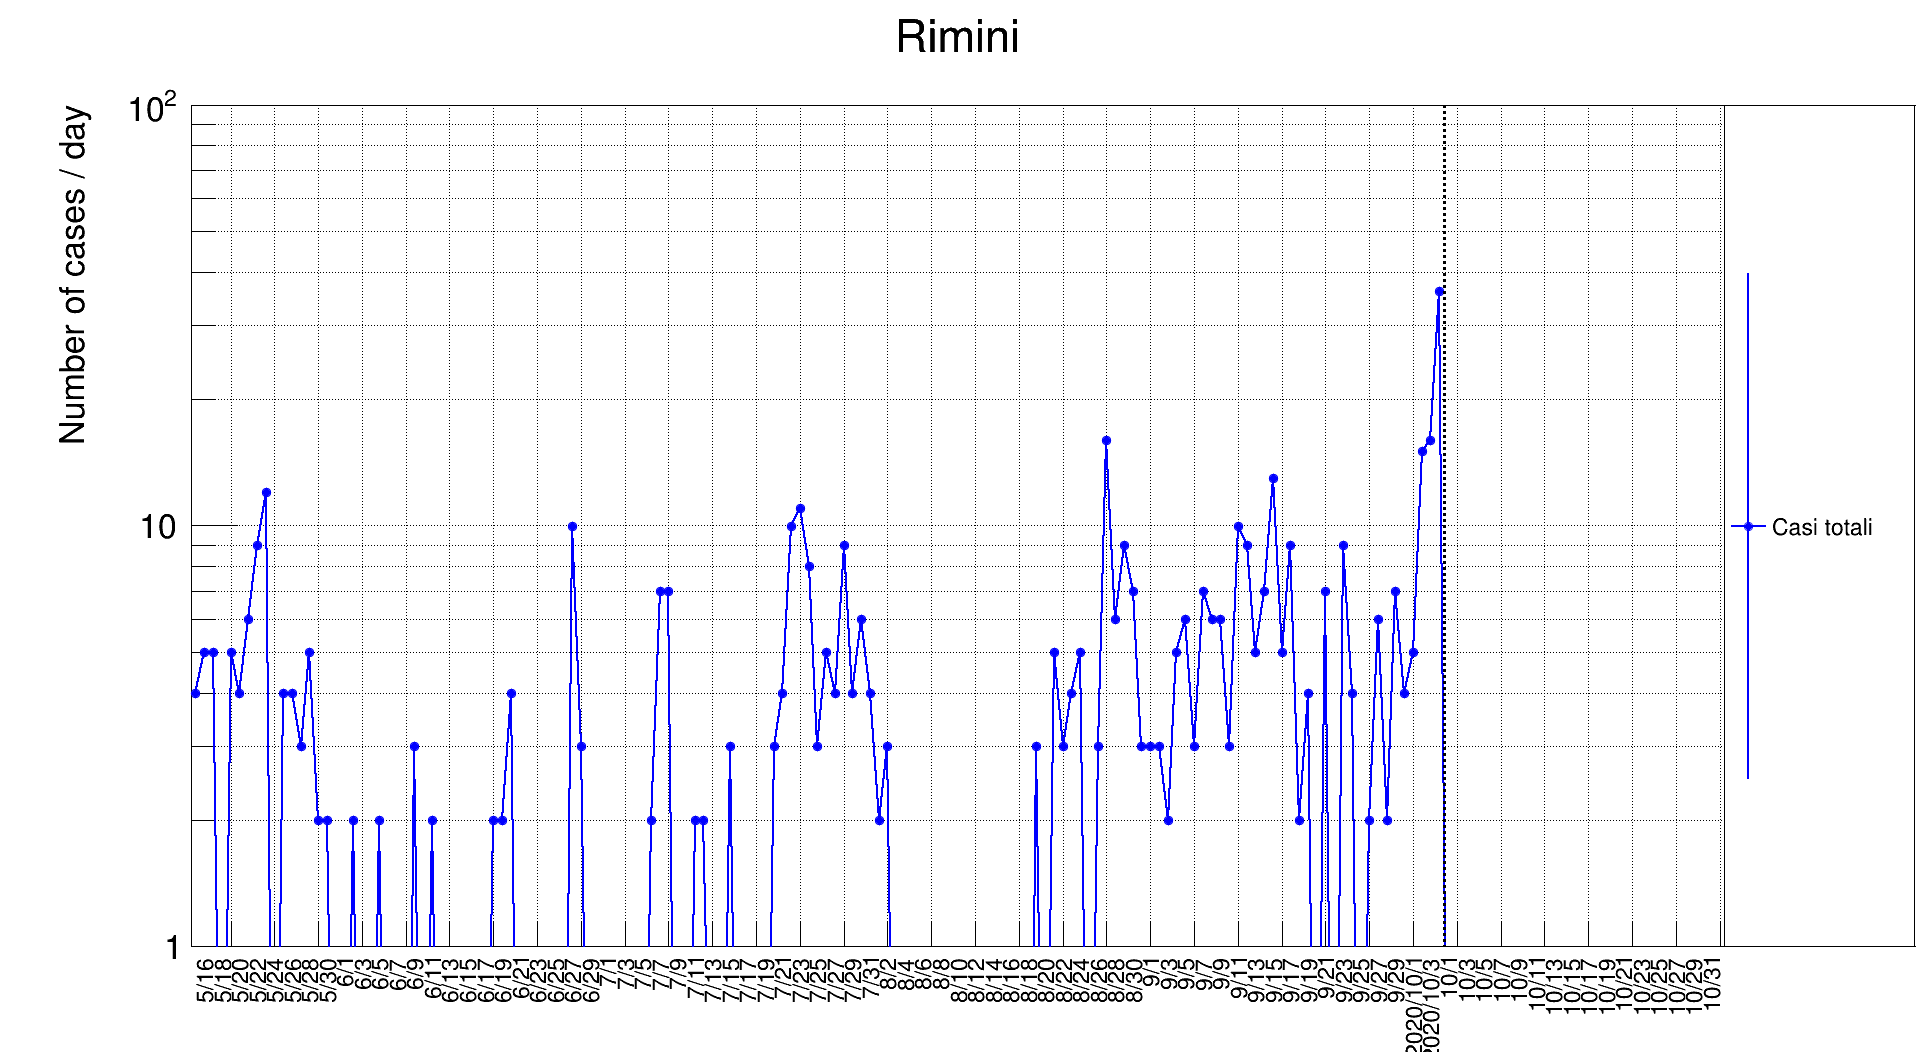 Rimini
Number of cases / day
10²
10
1
Casi totali
5/16 5/18 5/20 5/22 5/24 5/26 5/28 5/30 6/1 6/3 6/5 6/7 6/9 6/11 6/13 6/15 6/17 6/19 6/21 6/23 6/25 6/27 6/29 7/1 7/3 7/5 7/7 7/9 7/11 7/13 7/15 7/17 7/19 7/21 7/23 7/25 7/27 7/29 7/31 8/2 8/4 8/6 8/8 8/10 8/12 8/14 8/16 8/18 8/20 8/22 8/24 8/26 8/28 8/30 9/1 9/3 9/5 9/7 9/9 9/11 9/13 9/15 9/17 9/19 9/21 9/23 9/25 9/27 9/29 2020/10/1 2020/10/3 10/1 10/3 10/5 10/7 10/9 10/11 10/13 10/15 10/17 10/19 10/21 10/23 10/25 10/27 10/29 10/31